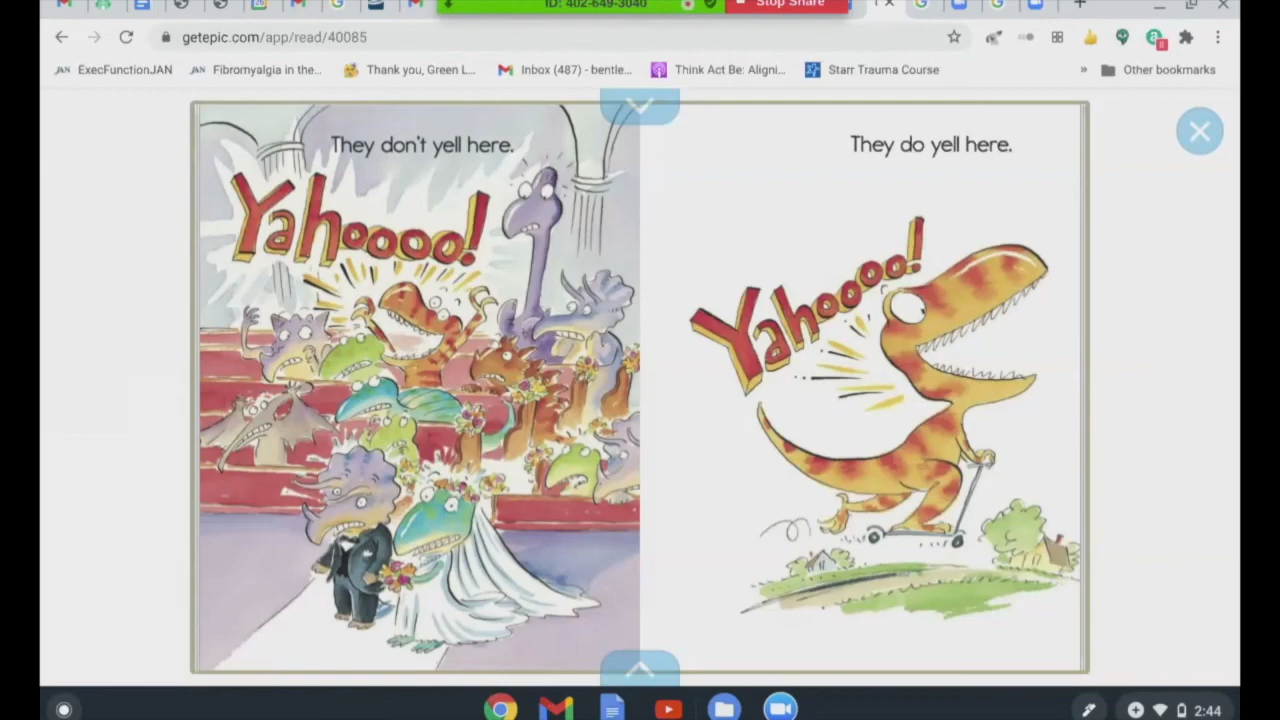 ID: 402-649-3040
Stop Share
getepic.com/app/read/40085
JAN ExecFunctionJAN
JAN Fibromyalgia in the...
Thank you, Green L...
Inbox (487) - bentle...
Think Act Be: Aligni...
Starr Trauma Course
» Other bookmarks
They don't yell here.
Yahoooo!
They do yell here.
Yahoooo!
2:44